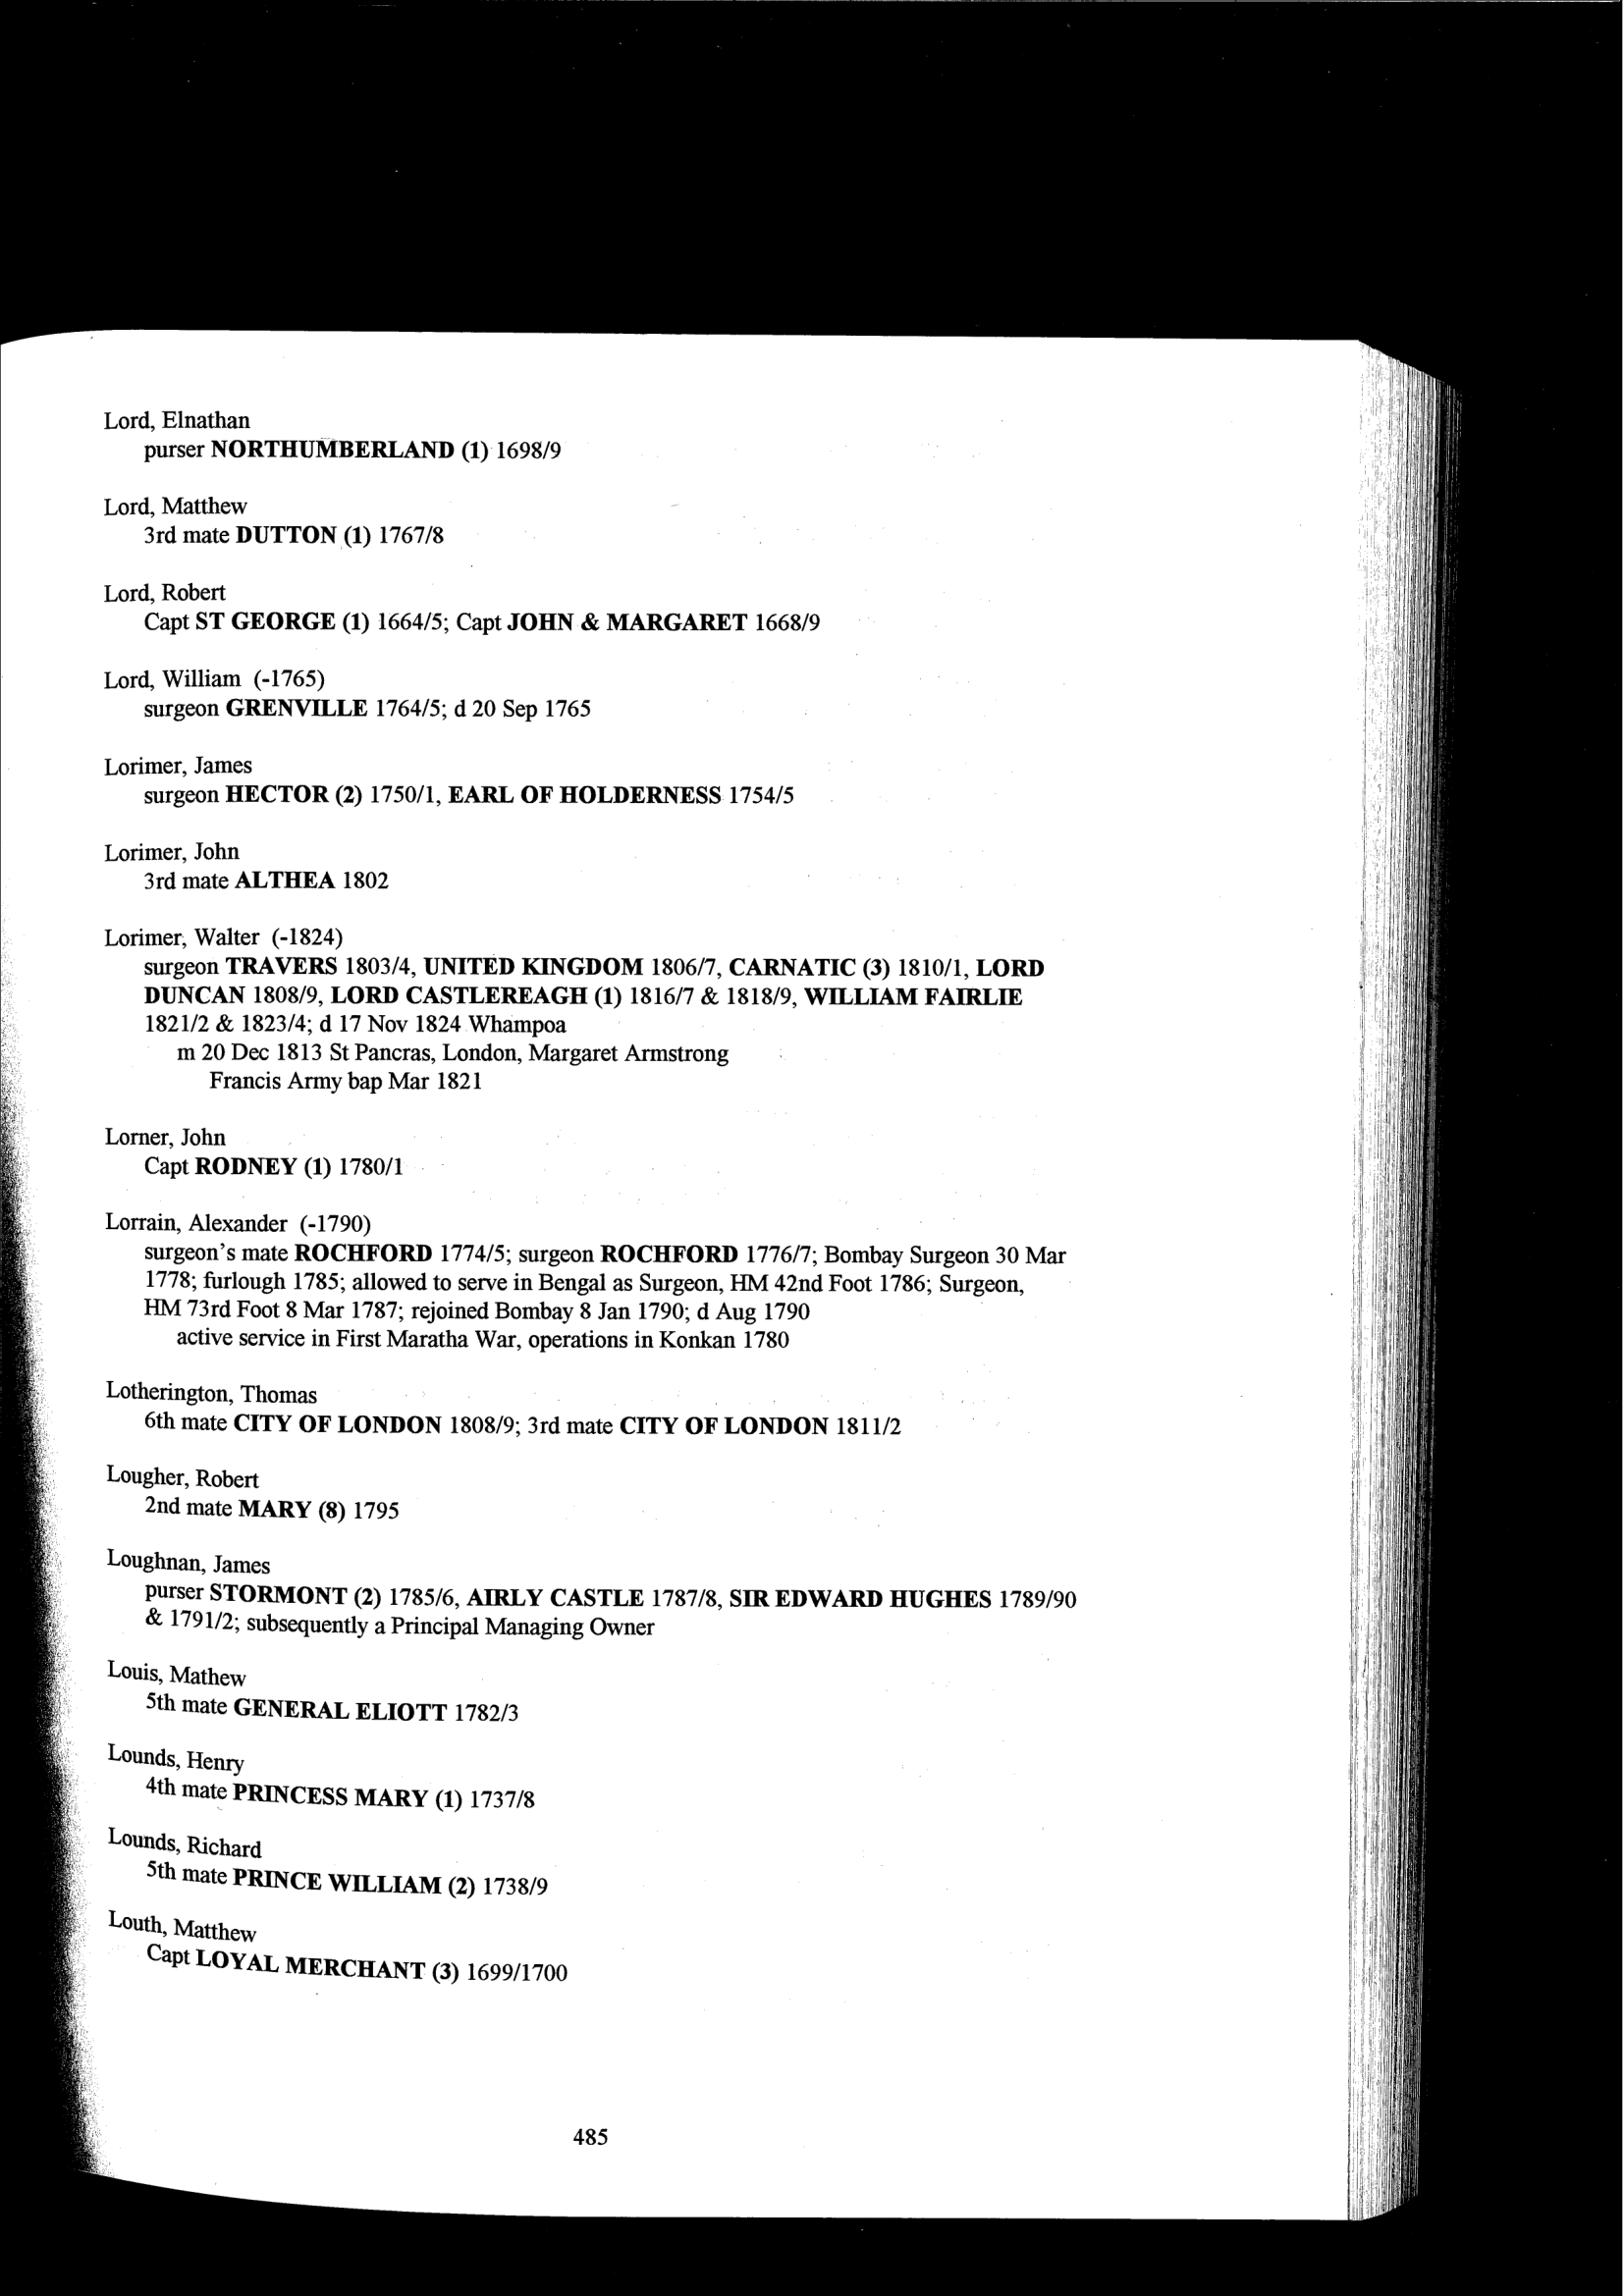 Lord, Elnathan
purser NORTHUMBERLAND (1) 1698/9
Lord, Matthew
3rd mate DUTTON (1) 1767/8
Lord, Robert
Capt ST GEORGE (1) 1664/5; Capt JOHN & MARGARET 1668/9
Lord, William (-1765)
surgeon GRENVILLE 1764/5; d 20 Sep 1765
Lorimer, James
surgeon HECTOR (2) 1750/1, EARL OF HOLDERNESS 1754/5
Lorimer, John
3rd mate ALTHEA 1802
Lorimer, Walter (-1824)
surgeon TRAVERS 1803/4, UNITED KINGDOM 1806/7, CARNATIC (3) 1810/1, LORD
DUNCAN 1808/9, LORD CASTLEREAGH (1) 1816/7 & 1818/9, WILLIAM FAIRLIE
1821/2 & 1823/4; d 17 Nov 1824 Whampoa
m 20 Dec 1813 St Pancras, London, Margaret Armstrong
Francis Army bap Mar 1821
Lorner, John
Capt RODNEY (1) 1780/1
Lorrain, Alexander (-1790)
surgeon's mate ROCHFORD 1774/5; surgeon ROCHFORD 1776/7; Bombay Surgeon 30 Mar
1778; furlough 1785; allowed to serve in Bengal as Surgeon, HM 42nd Foot 1786; Surgeon,
HM 73rd Foot 8 Mar 1787; rejoined Bombay 8 Jan 1790; d Aug 1790
active service in First Maratha War, operations in Konkan 1780
Lotherington, Thomas
6th mate CITY OF LONDON 1808/9; 3rd mate CITY OF LONDON 1811/2
Lougher, Robert
2nd mate MARY (8) 1795
Loughnan, James
purser STORMONT (2) 1785/6, AIRLY CASTLE 1787/8, SIR EDWARD HUGHES 1789/90
& 1791/2; subsequently a Principal Managing Owner
Louis, Mathew
5th mate GENERAL ELIOTT 1782/3
Lounds, Henry
4th mate PRINCESS MARY (1) 1737/8
Lounds, Richard
5th mate PRINCE WILLIAM (2) 1738/9
Louth, Matthew
Capt LOYAL MERCHANT (3) 1699/1700
485